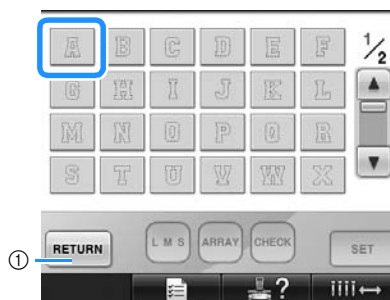 A B C D E F
1/2
G H I J K L
M N O P Q R
S T U V W X
① RETURN L M S ARRAY CHECK SET
?